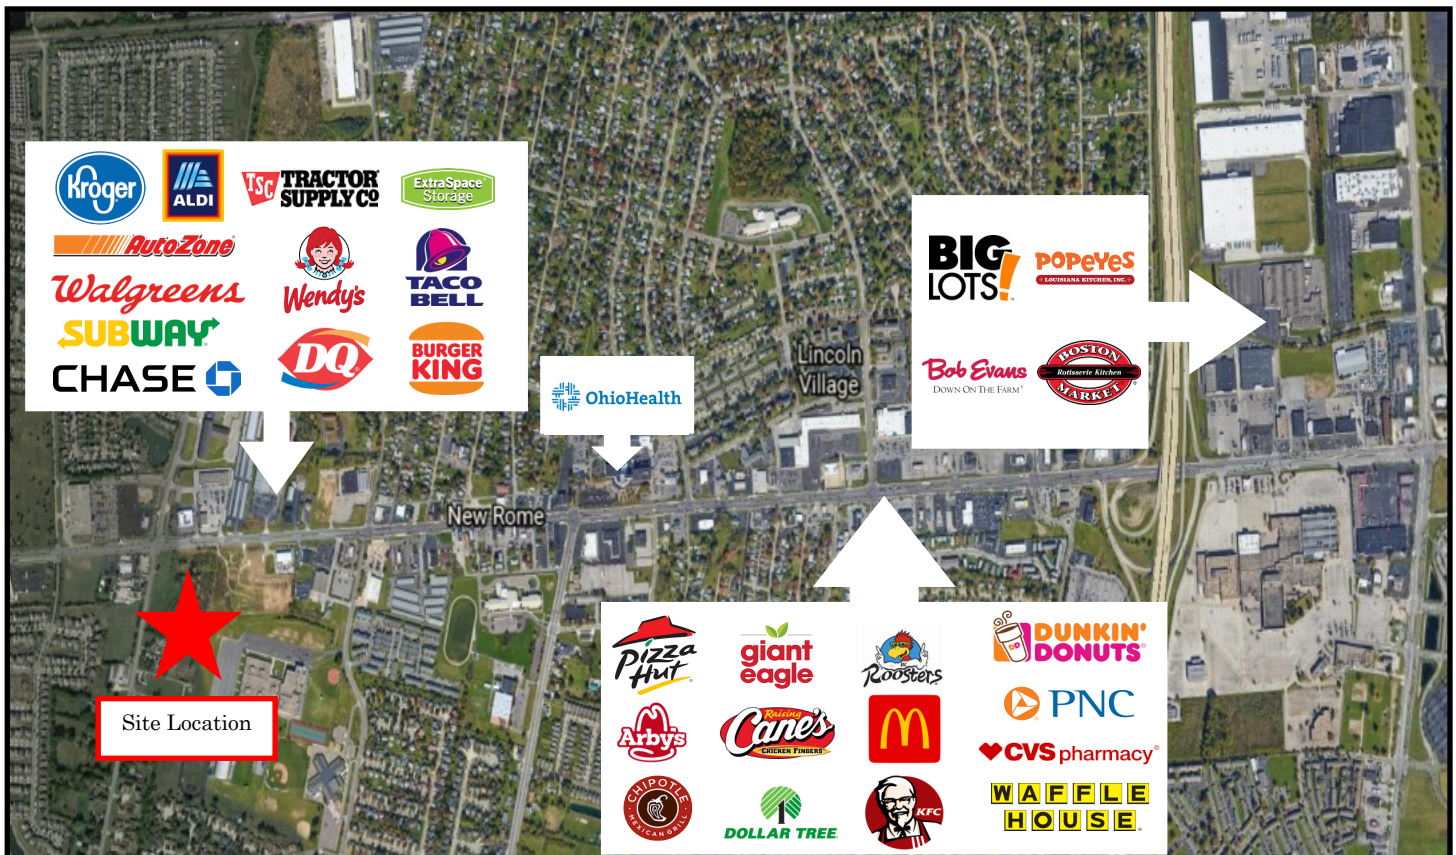 Kroger
ALDI
TSC TRACTOR
SUPPLY CO
ExtraSpace
Storage
AutoZone
Walgreens
Wendy's
TACO
BELL
SUBWAY
CHASE
DQ
BURGER
KING
OhioHealth
BIG
LOTS!
POPEYES
LOUISIANA KITCHEN, INC.
Bob Evans
DOWN ON THE FARM
BOSTON
Rotisserie Kitchen
MARKET
Lincoln
Village
New Rome
Site Location
Pizza
Hut
giant
eagle
Roosters
DUNKIN'
DONUTS
DD
PNC
Arbys
Raising
Cane's
CHICKEN FINGERS
CVS pharmacy
CHIPOTLE
MEXICAN GRILL
DOLLAR TREE
KFC
WAFFLE
HOUSE